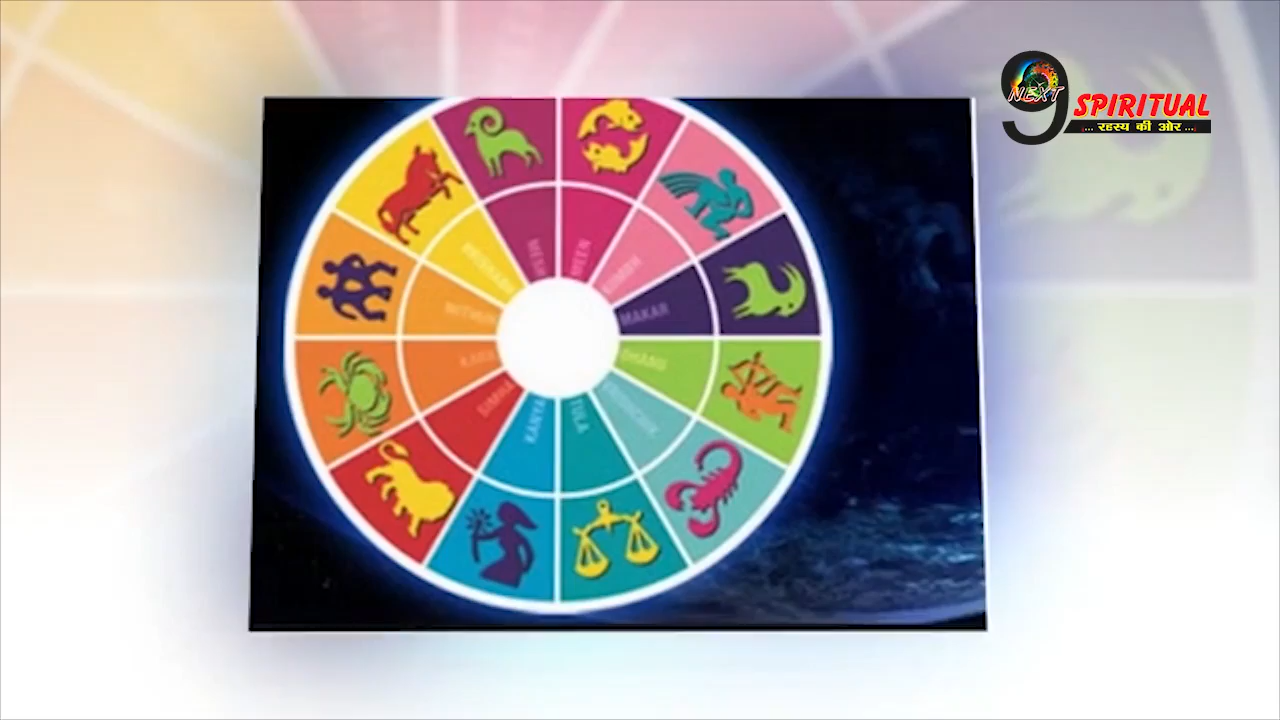 NEXT
9
SPIRITUAL
:... रहस्य की ओर ...:
MESH
MEEN
VRISHABH
KUMBH
MITHUN
MAKAR
KARK
DHANU
SIMHA
VRISHCHIK
KANYA
TULA